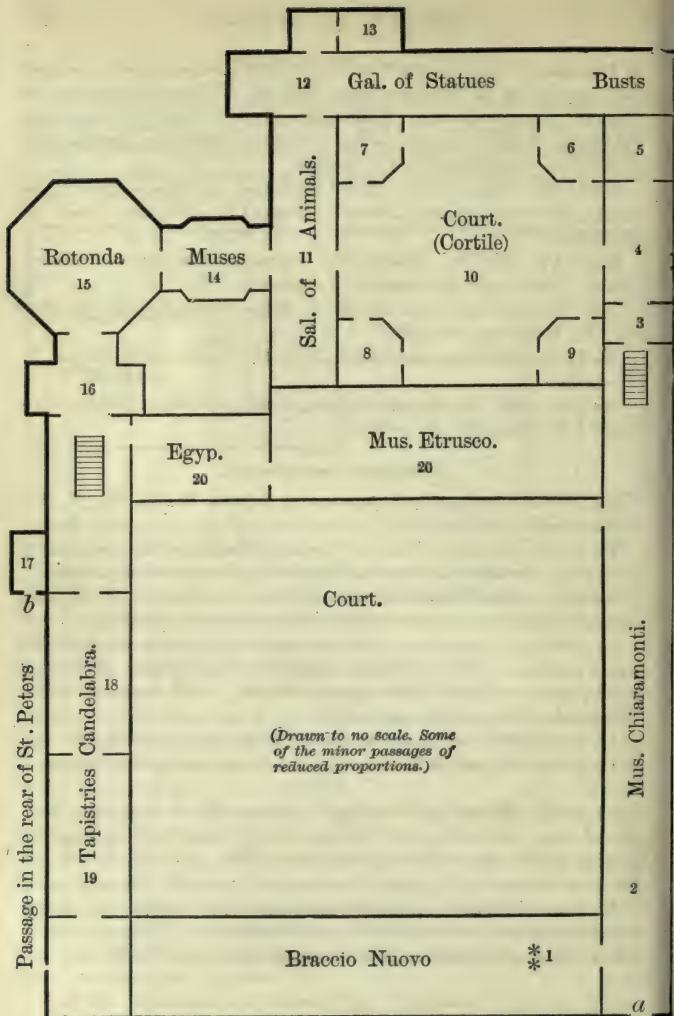 13
12 Gal. of Statues Busts
7
6
5
Sal. of Animals.
11
Court.
(Cortile)
10
4
3
Rotonda
15
Muses
14
8
9
16
Egyp.
20
Mus. Etrusco.
20
17
b
Court.
Candelabra.
18
(Drawn to no scale. Some
of the minor passages of
reduced proportions.)
Mus. Chiaramonti.
2
Passage in the rear of St. Peters
Tapistries
19
Braccio Nuovo
** 1
a